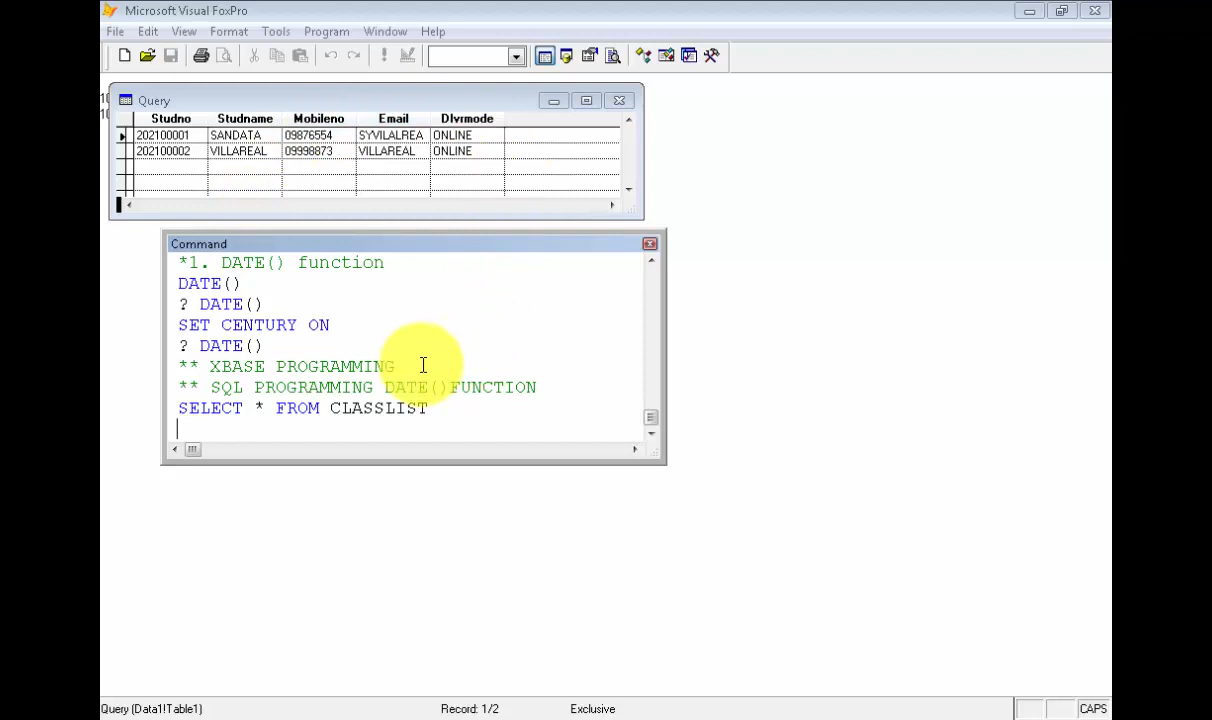 Microsoft Visual FoxPro
File Edit View Format Tools Program Window Help
Query
Studno Studname Mobileno Email Dlvrmode
202100001 SANDATA 09876554 SYVILALREA ONLINE
202100002 VILLAREAL 09998873 VILLAREAL ONLINE
Command
*1. DATE() function
DATE()
? DATE()
SET CENTURY ON
? DATE()
** XBASE PROGRAMMING
** SQL PROGRAMMING DATE()FUNCTION
SELECT * FROM CLASSLIST
Query (Data1!Table1) Record: 1/2 Exclusive CAPS